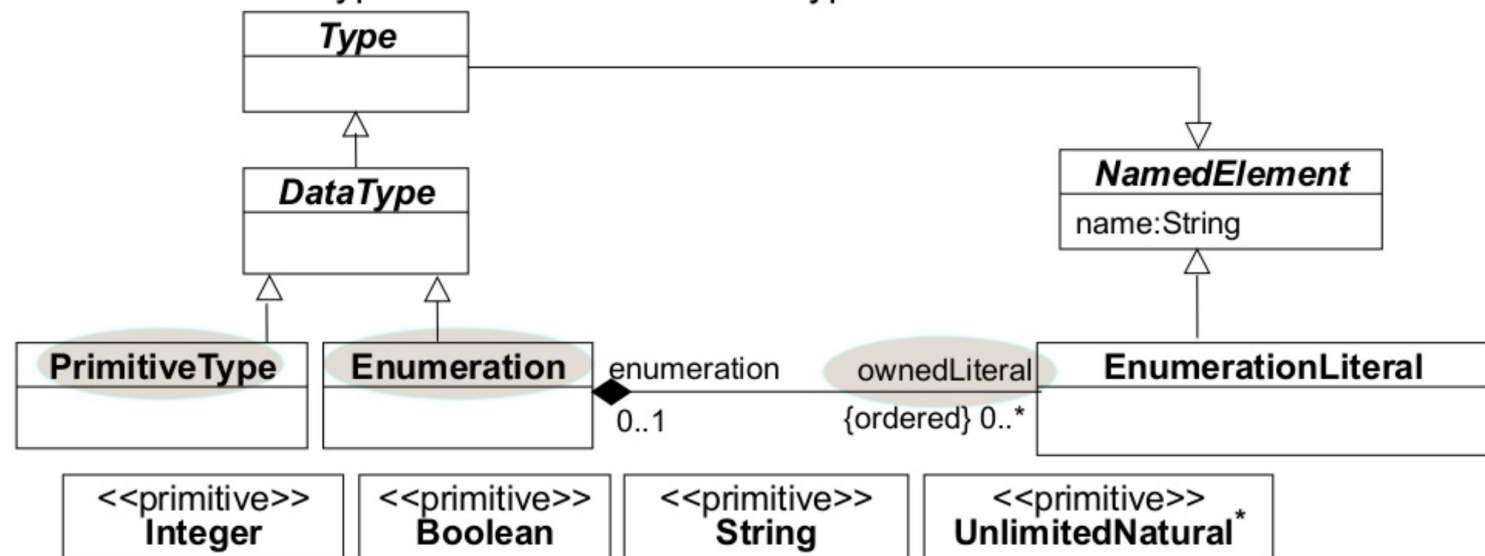 Type
DataType
NamedElement
name:String
PrimitiveType
Enumeration
enumeration
0..1
ownedLiteral
{ordered} 0..*
EnumerationLiteral
<<primitive>>
Integer
<<primitive>>
Boolean
<<primitive>>
String
<<primitive>>
UnlimitedNatural*